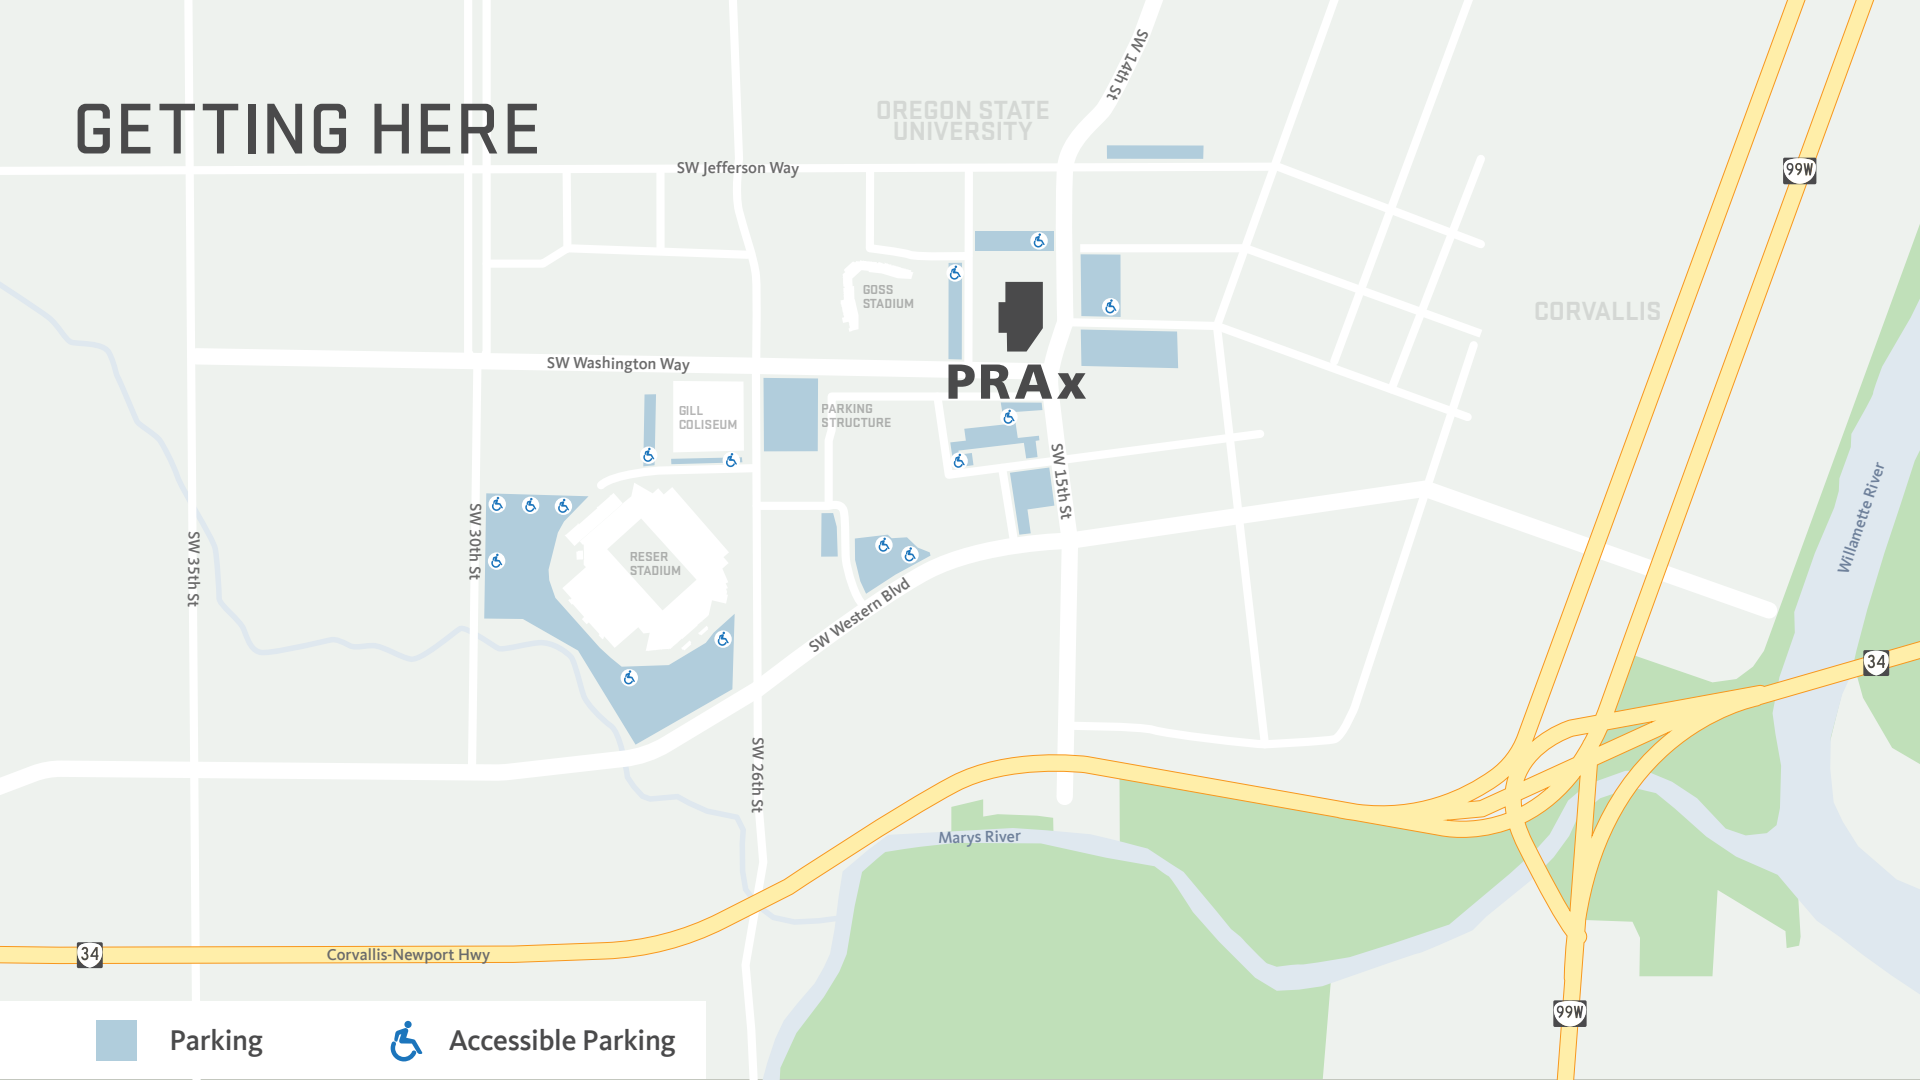 GETTING HERE
OREGON STATE
UNIVERSITY
SW 14th St
SW Jefferson Way
99W
GOSS
STADIUM
CORVALLIS
SW Washington Way
PRAx
GILL
COLISEUM
PARKING
STRUCTURE
SW 15th St
Willamette River
SW 35th St
SW 30th St
RESER
STADIUM
SW Western Blvd
34
SW 26th St
Marys River
34
Corvallis-Newport Hwy
99W
Parking
Accessible Parking